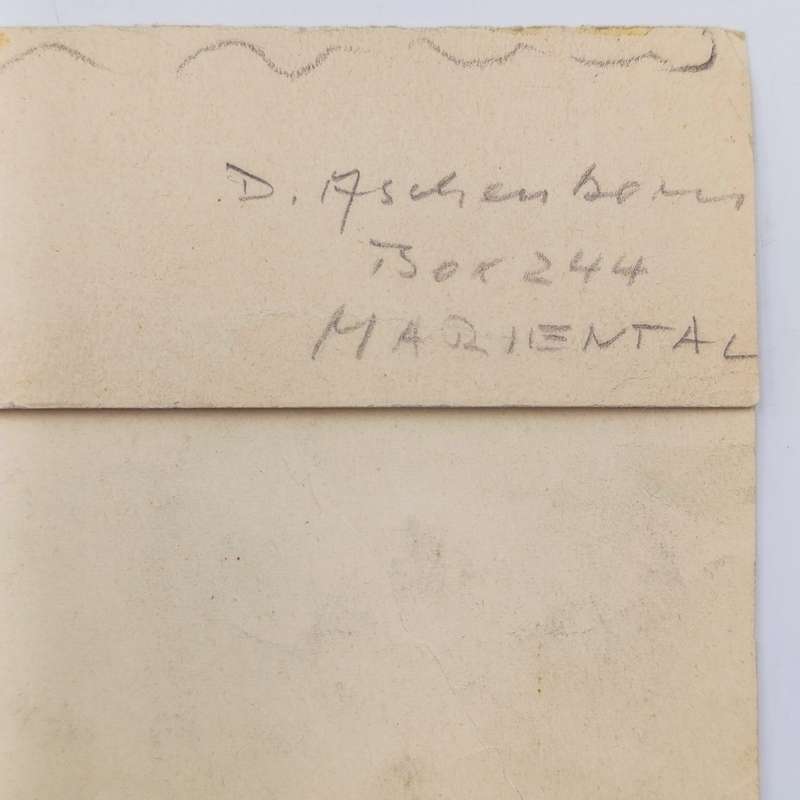 D. Aschenborn
Box 244
MARIENTAL